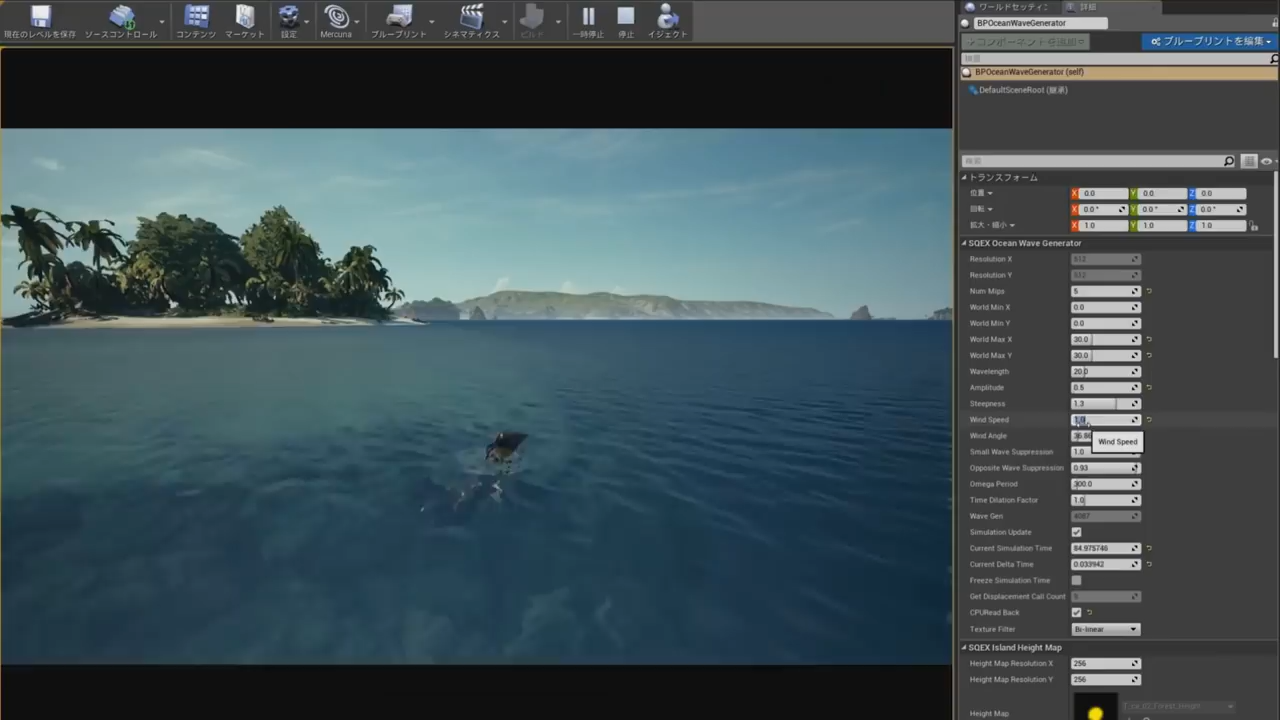 現在のレベルを保存
ソースコントロール
コンテンツ
マーケット
設定
Mercuna
ブループリント
シネマティクス
ビルド
一時停止
停止
イジェクト
ワールドセッティ
詳細
BPOceanWaveGenerator
+コンポーネントを追加
ブループリントを編集
検索
BPOceanWaveGenerator (self)
DefaultSceneRoot (継承)
検索
トランスフォーム
位置 X 0.0 Y 0.0 Z 0.0
回転 X 0.0° Y 0.0° Z 0.0°
拡大・縮小 X 1.0 Y 1.0 Z 1.0
SQEX Ocean Wave Generator
Resolution X 512
Resolution Y 512
Num Mips 5
World Min X 0.0
World Min Y 0.0
World Max X 30.0
World Max Y 30.0
Wavelength 20.0
Amplitude 0.5
Steepness 1.3
Wind Speed 1.0
Wind Angle
Wind Speed
Small Wave Suppression 1.0
Opposite Wave Suppression 0.93
Omega Period 300.0
Time Dilation Factor 1.0
Wave Gen
Simulation Update
Current Simulation Time 84.975746
Current Delta Time 0.033942
Freeze Simulation Time
Get Displacement Call Count
CPURead Back
Texture Filter Bi-linear
SQEX Island Height Map
Height Map Resolution X 256
Height Map Resolution Y 256
Height Map